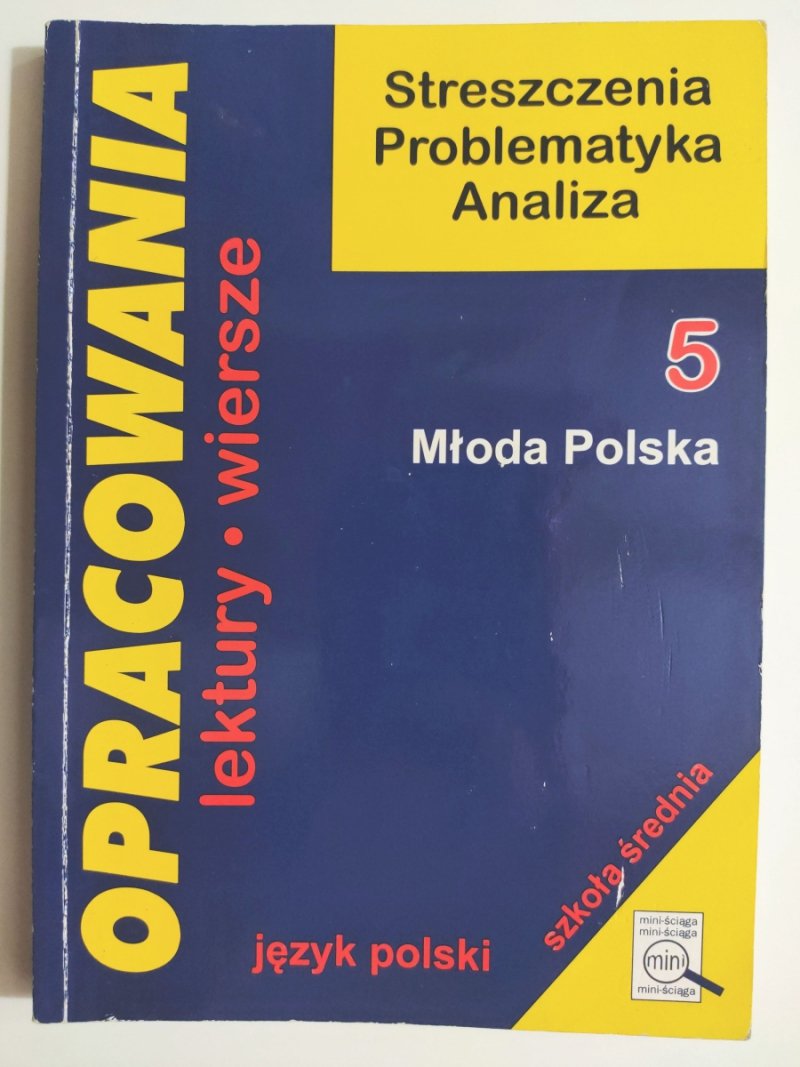 Streszczenia
Problematyka
Analiza
OPRACOWANIA
lektury • wiersze
5
Młoda Polska
szkoła średnia
język polski
mini-ściąga
mini-ściąga
mini
mini-ściąga